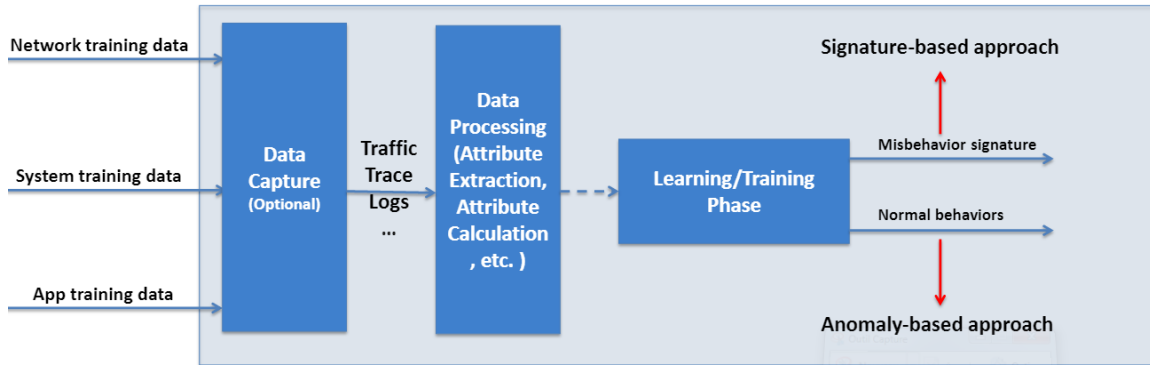 Network training data
System training data
App training data
Data
Capture
(Optional)
Traffic
Trace
Logs
...
Data
Processing
(Attribute
Extraction,
Attribute
Calculation
, etc. )
Learning/Training
Phase
Signature-based approach
Misbehavior signature
Normal behaviors
Anomaly-based approach